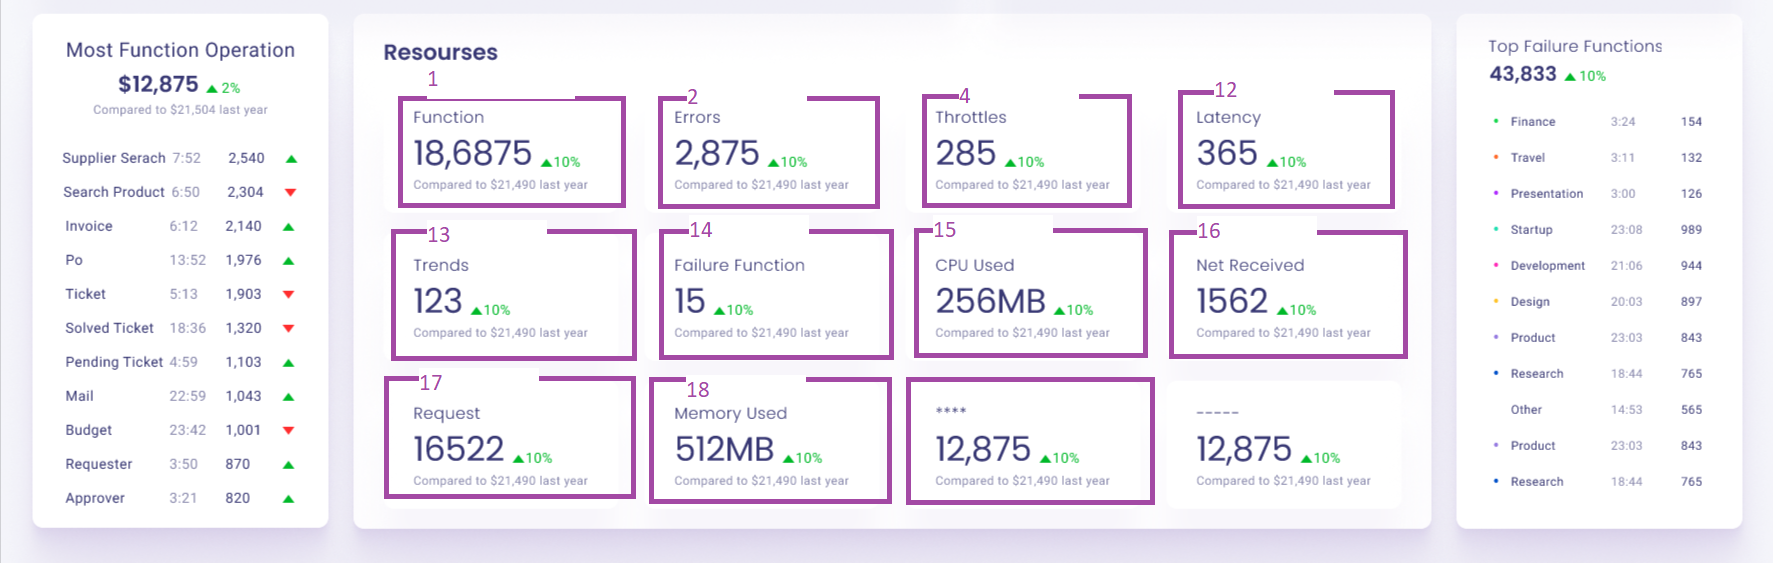 Most Function Operation
$12,875 ▲ 2%
Compared to $21,504 last year
Supplier Serach 7:52 2,540 ▲
Search Product 6:50 2,304 ▼
Invoice 6:12 2,140 ▲
Po 13:52 1,976 ▲
Ticket 5:13 1,903 ▼
Solved Ticket 18:36 1,320 ▼
Pending Ticket 4:59 1,103 ▲
Mail 22:59 1,043 ▲
Budget 23:42 1,001 ▼
Requester 3:50 870 ▲
Approver 3:21 820 ▲
Resourses
1
Function
18,6875 ▲10%
Compared to $21,490 last year
2
Errors
2,875 ▲10%
Compared to $21,490 last year
4
Throttles
285 ▲10%
Compared to $21,490 last year
12
Latency
365 ▲10%
Compared to $21,490 last year
13
Trends
123 ▲10%
Compared to $21,490 last year
14
Failure Function
15 ▲10%
Compared to $21,490 last year
15
CPU Used
256MB ▲10%
Compared to $21,490 last year
16
Net Received
1562 ▲10%
Compared to $21,490 last year
17
Request
16522 ▲10%
Compared to $21,490 last year
18
Memory Used
512MB ▲10%
Compared to $21,490 last year
****
12,875 ▲10%
Compared to $21,490 last year
-----
12,875 ▲10%
Compared to $21,490 last year
Top Failure Functions
43,833 ▲ 10%
Finance 3:24 154
Travel 3:11 132
Presentation 3:00 126
Startup 23:08 989
Development 21:06 944
Design 20:03 897
Product 23:03 843
Research 18:44 765
Other 14:53 565
Product 23:03 843
Research 18:44 765